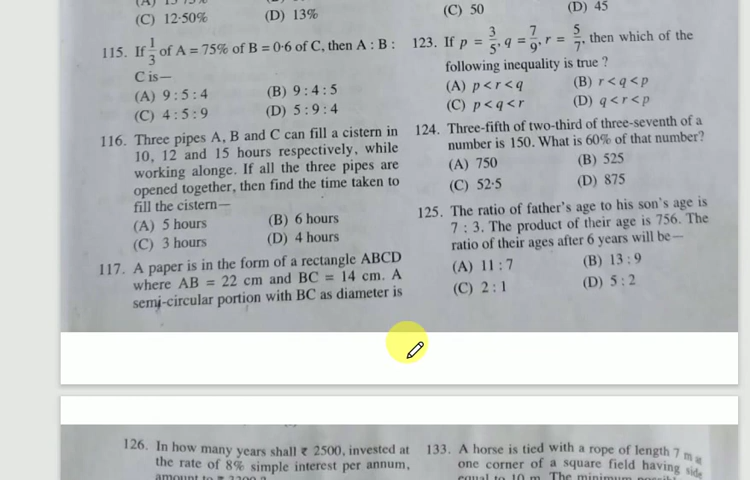 (C) 12·50%
(D) 13%
115. If 1/3 of A = 75% of B = 0·6 of C, then A : B :
C is—
(A) 9 : 5 : 4
(B) 9 : 4 : 5
(C) 4 : 5 : 9
(D) 5 : 9 : 4
116. Three pipes A, B and C can fill a cistern in
10, 12 and 15 hours respectively, while
working alonge. If all the three pipes are
opened together, then find the time taken to
fill the cistern—
(A) 5 hours
(B) 6 hours
(C) 3 hours
(D) 4 hours
117. A paper is in the form of a rectangle ABCD
where AB = 22 cm and BC = 14 cm. A
semi-circular portion with BC as diameter is
(C) 50
(D) 45
123. If p = 3/5, q = 7/9, r = 5/7, then which of the
following inequality is true ?
(A) p < r < q
(B) r < q < p
(C) p < q < r
(D) q < r < p
124. Three-fifth of two-third of three-seventh of a
number is 150. What is 60% of that number?
(A) 750
(B) 525
(C) 52·5
(D) 875
125. The ratio of father's age to his son's age is
7 : 3. The product of their age is 756. The
ratio of their ages after 6 years will be—
(A) 11 : 7
(B) 13 : 9
(C) 2 : 1
(D) 5 : 2
126. In how many years shall ₹ 2500, invested at
the rate of 8% simple interest per annum,
133. A horse is tied with a rope of length 7 m at
one corner of a square field having side
equal to 10 m. The minimum